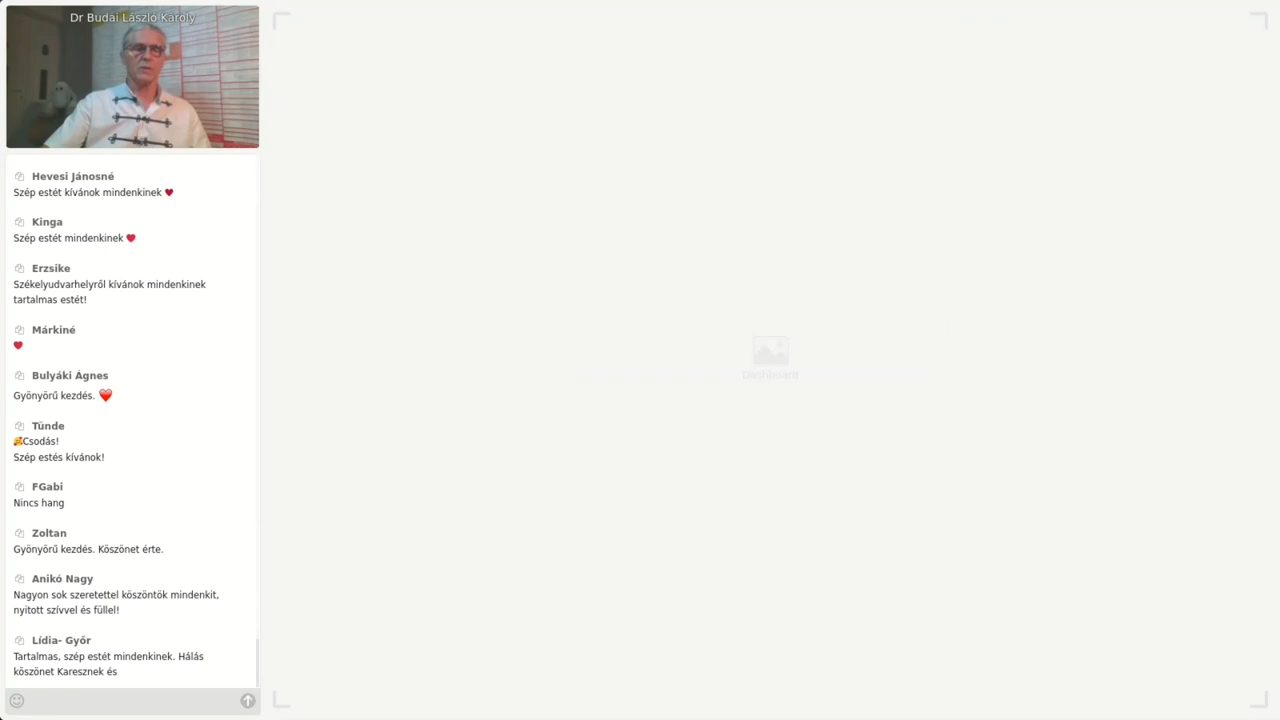 Dr Budai László Károly
Hevesi Jánosné
Szép estét kívánok mindenkinek ♥
Kinga
Szép estét mindenkinek ♥
Erzsike
Székelyudvarhelyről kívánok mindenkinek
tartalmas estét!
Márkiné
♥
Bulyáki Ágnes
Gyönyörű kezdés. ❤️
Tünde
🥰Csodás!
Szép estés kívánok!
FGabi
Nincs hang
Zoltan
Gyönyörű kezdés. Köszönet érte.
Anikó Nagy
Nagyon sok szeretettel köszöntök mindenkit,
nyitott szívvel és füllel!
Lídia- Győr
Tartalmas, szép estét mindenkinek. Hálás
köszönet Karesznek és